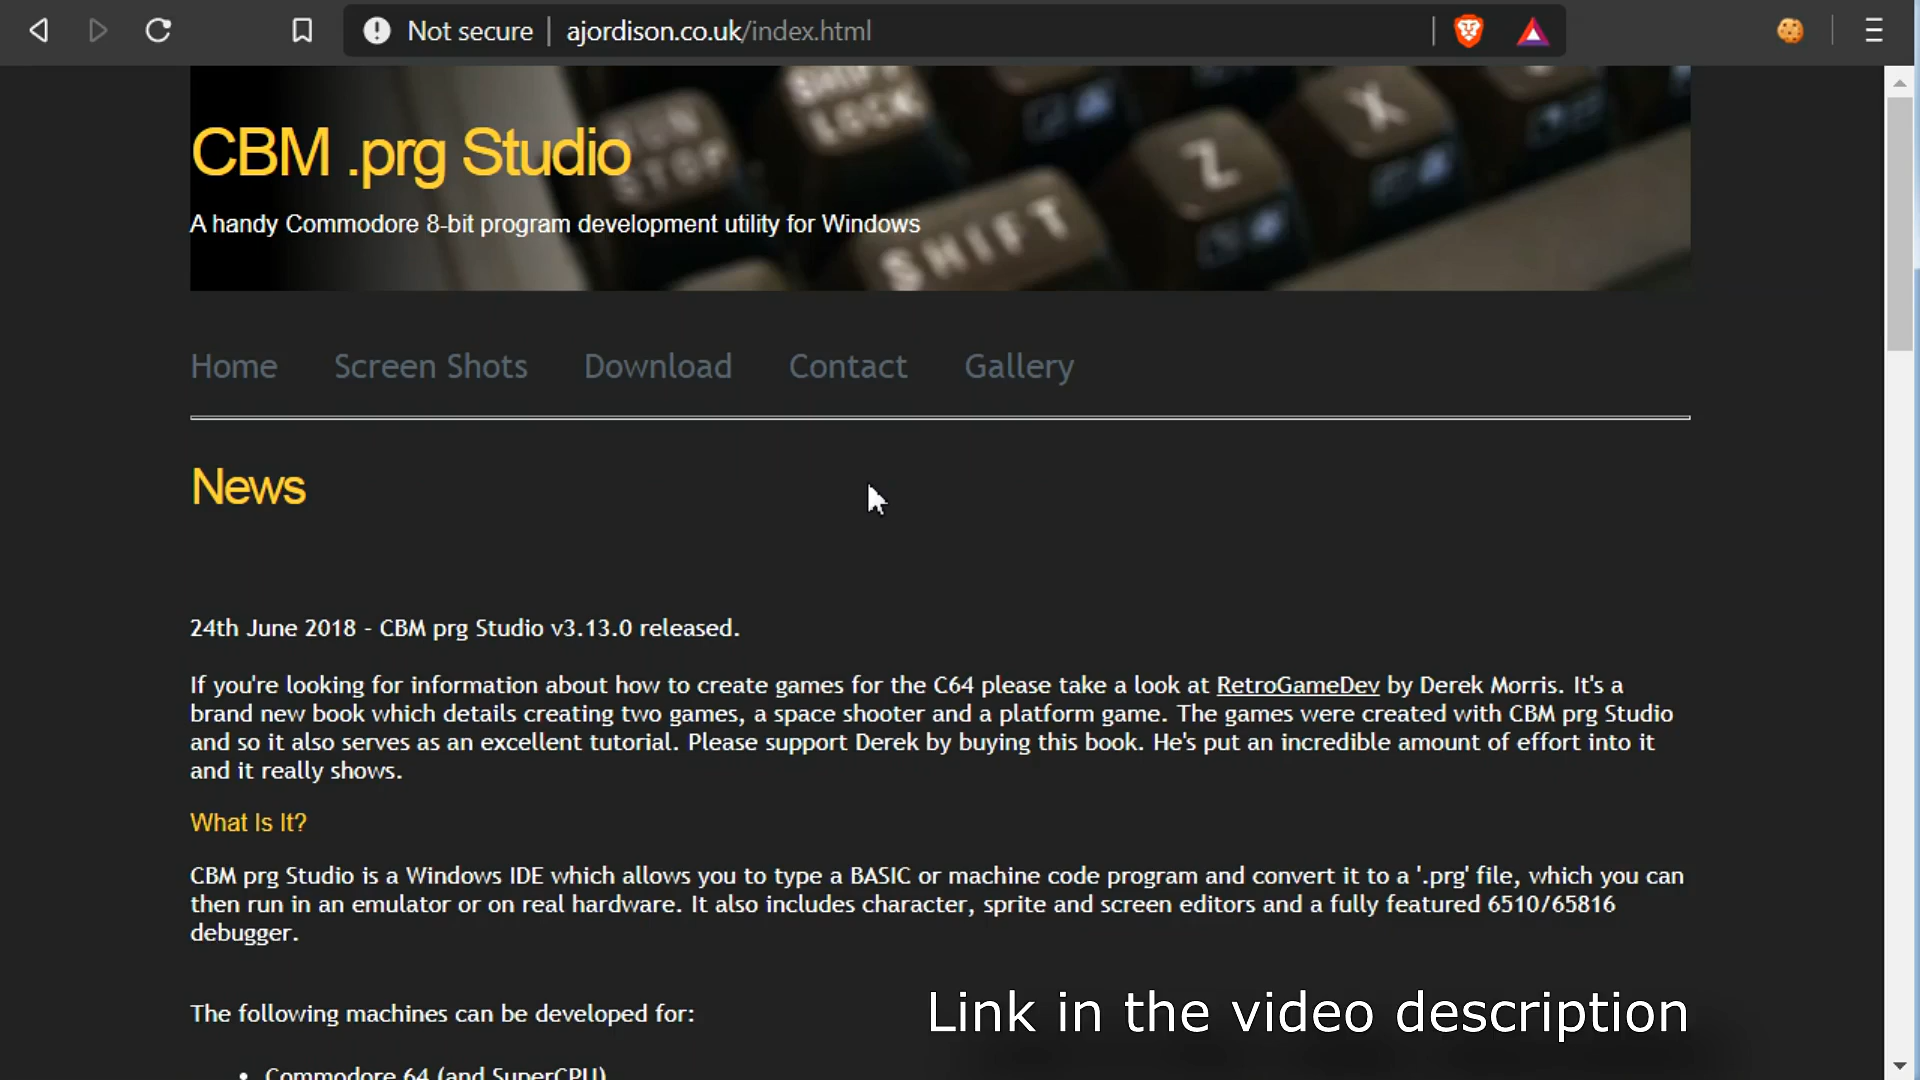 Not secure | ajordison.co.uk/index.html
CBM .prg Studio
A handy Commodore 8-bit program development utility for Windows
RUN STOP
SHIFT LOCK
Z
X
SHIFT
Home Screen Shots Download Contact Gallery
News
24th June 2018 - CBM prg Studio v3.13.0 released.
If you're looking for information about how to create games for the C64 please take a look at RetroGameDev by Derek Morris. It's a
brand new book which details creating two games, a space shooter and a platform game. The games were created with CBM prg Studio
and so it also serves as an excellent tutorial. Please support Derek by buying this book. He's put an incredible amount of effort into it
and it really shows.
What Is It?
CBM prg Studio is a Windows IDE which allows you to type a BASIC or machine code program and convert it to a '.prg' file, which you can
then run in an emulator or on real hardware. It also includes character, sprite and screen editors and a fully featured 6510/65816
debugger.
The following machines can be developed for:
Link in the video description
• Commodore 64 (and SuperCPU)